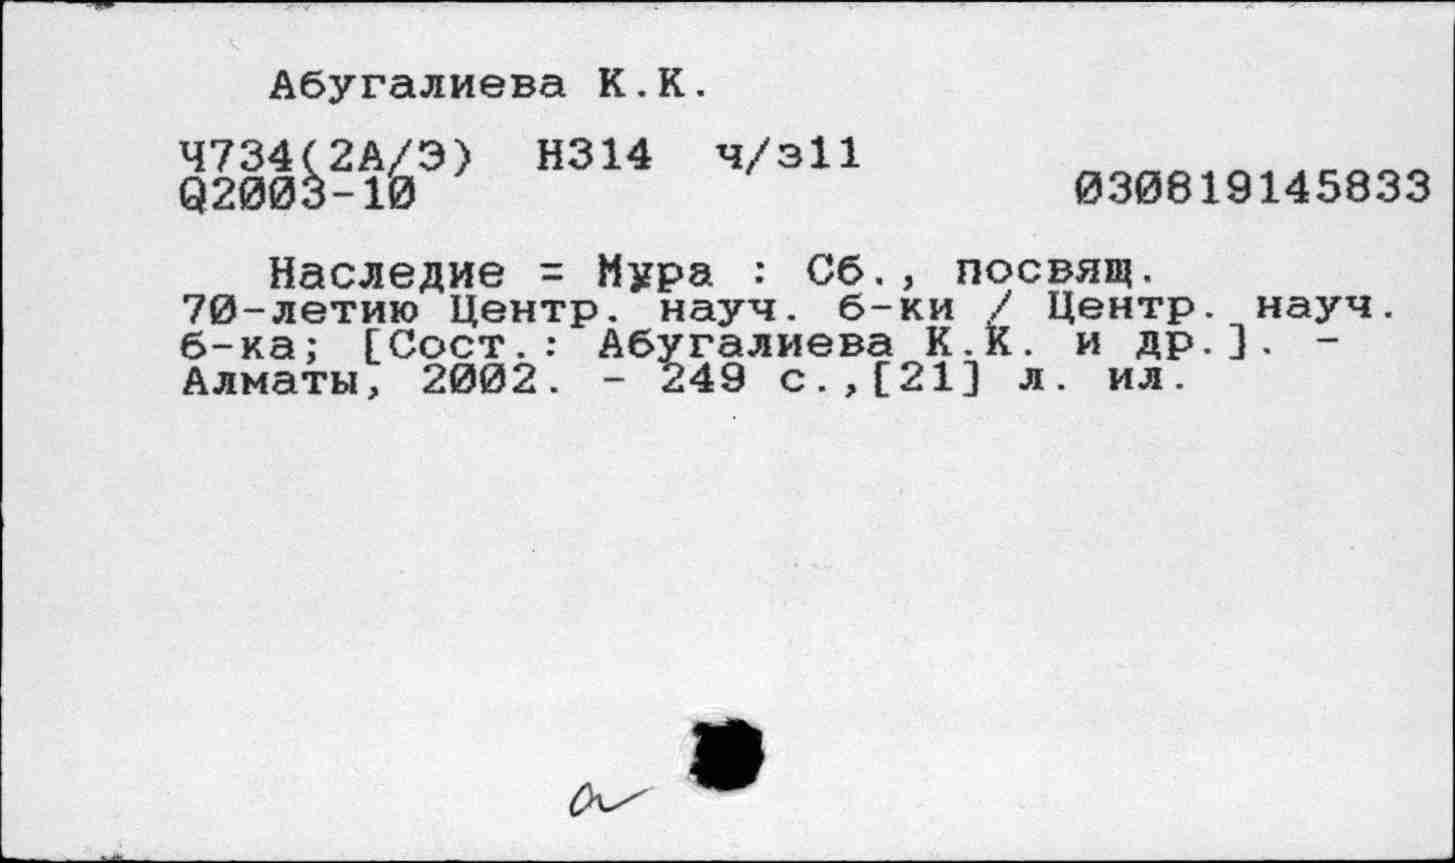 Абугалиева К.К.
Ч734(2А/Э) Н314 ч/з11
Q2003-10
030819145833
Наследие = Мұра : Сб., посвящ.
70-летию Центр. науч. б-ки / Центр. науч.
б-ка; [Сост.: Абугалиева К.К. и др.]. -
Алматы, 2002. - 249 с.,[21] л. ил.